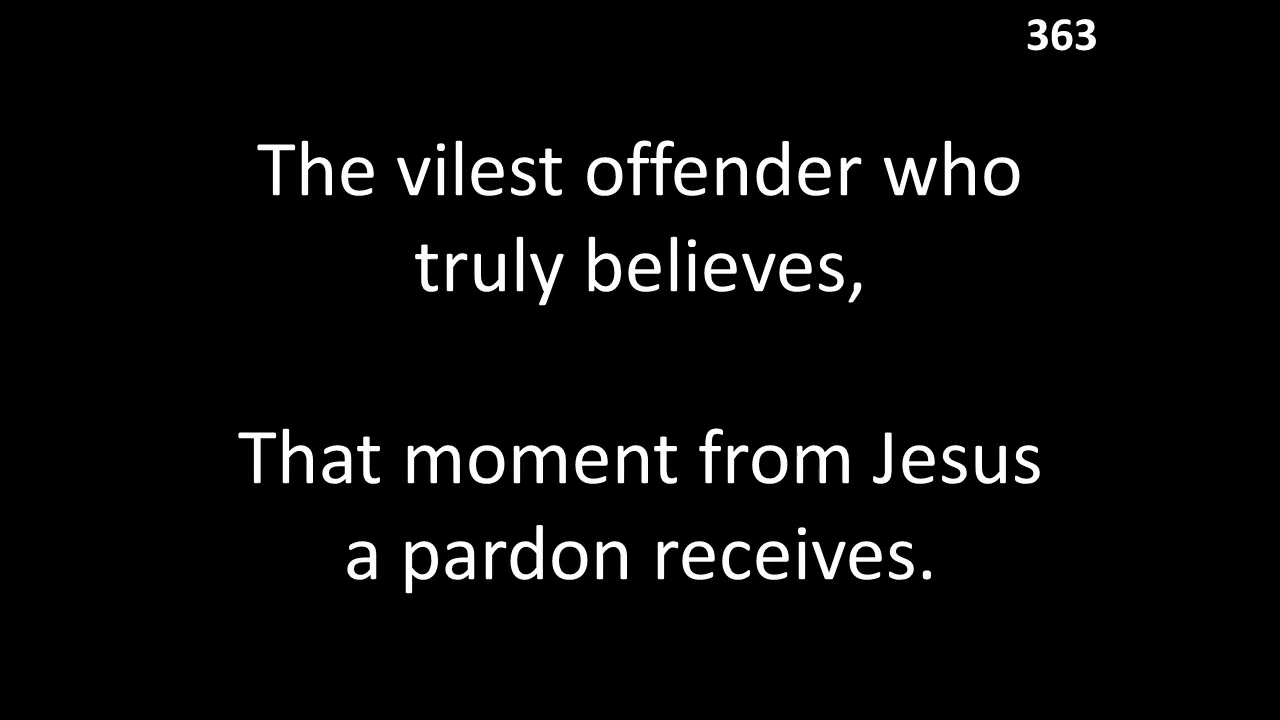 363
The vilest offender who
truly believes,
That moment from Jesus
a pardon receives.